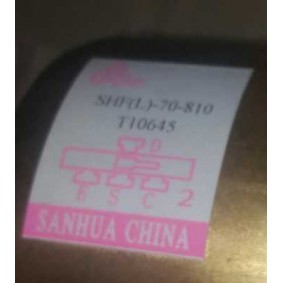 SHF(L)-70-810
T10645
D
E S C 2
SANHUA CHINA